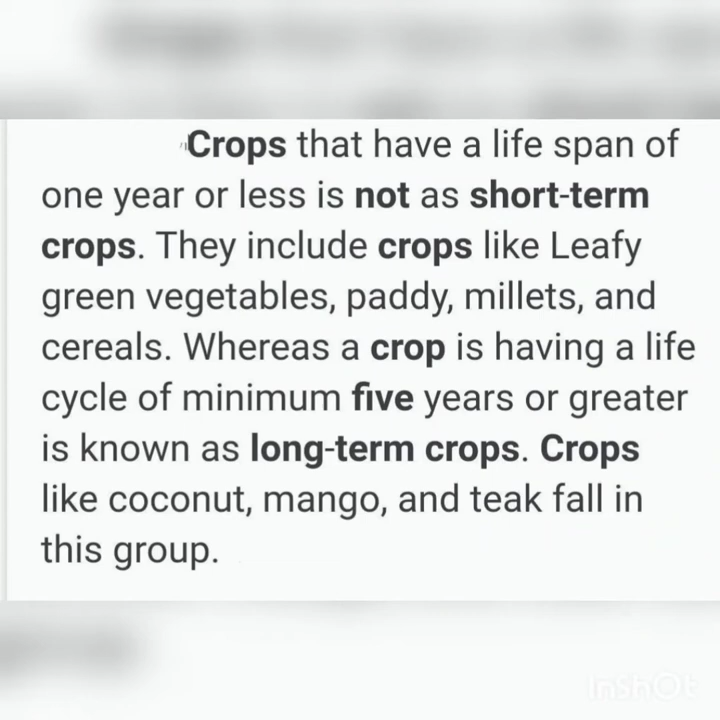 Crops that have a life span of
one year or less is not as short-term
crops. They include crops like Leafy
green vegetables, paddy, millets, and
cereals. Whereas a crop is having a life
cycle of minimum five years or greater
is known as long-term crops. Crops
like coconut, mango, and teak fall in
this group.
InshOt